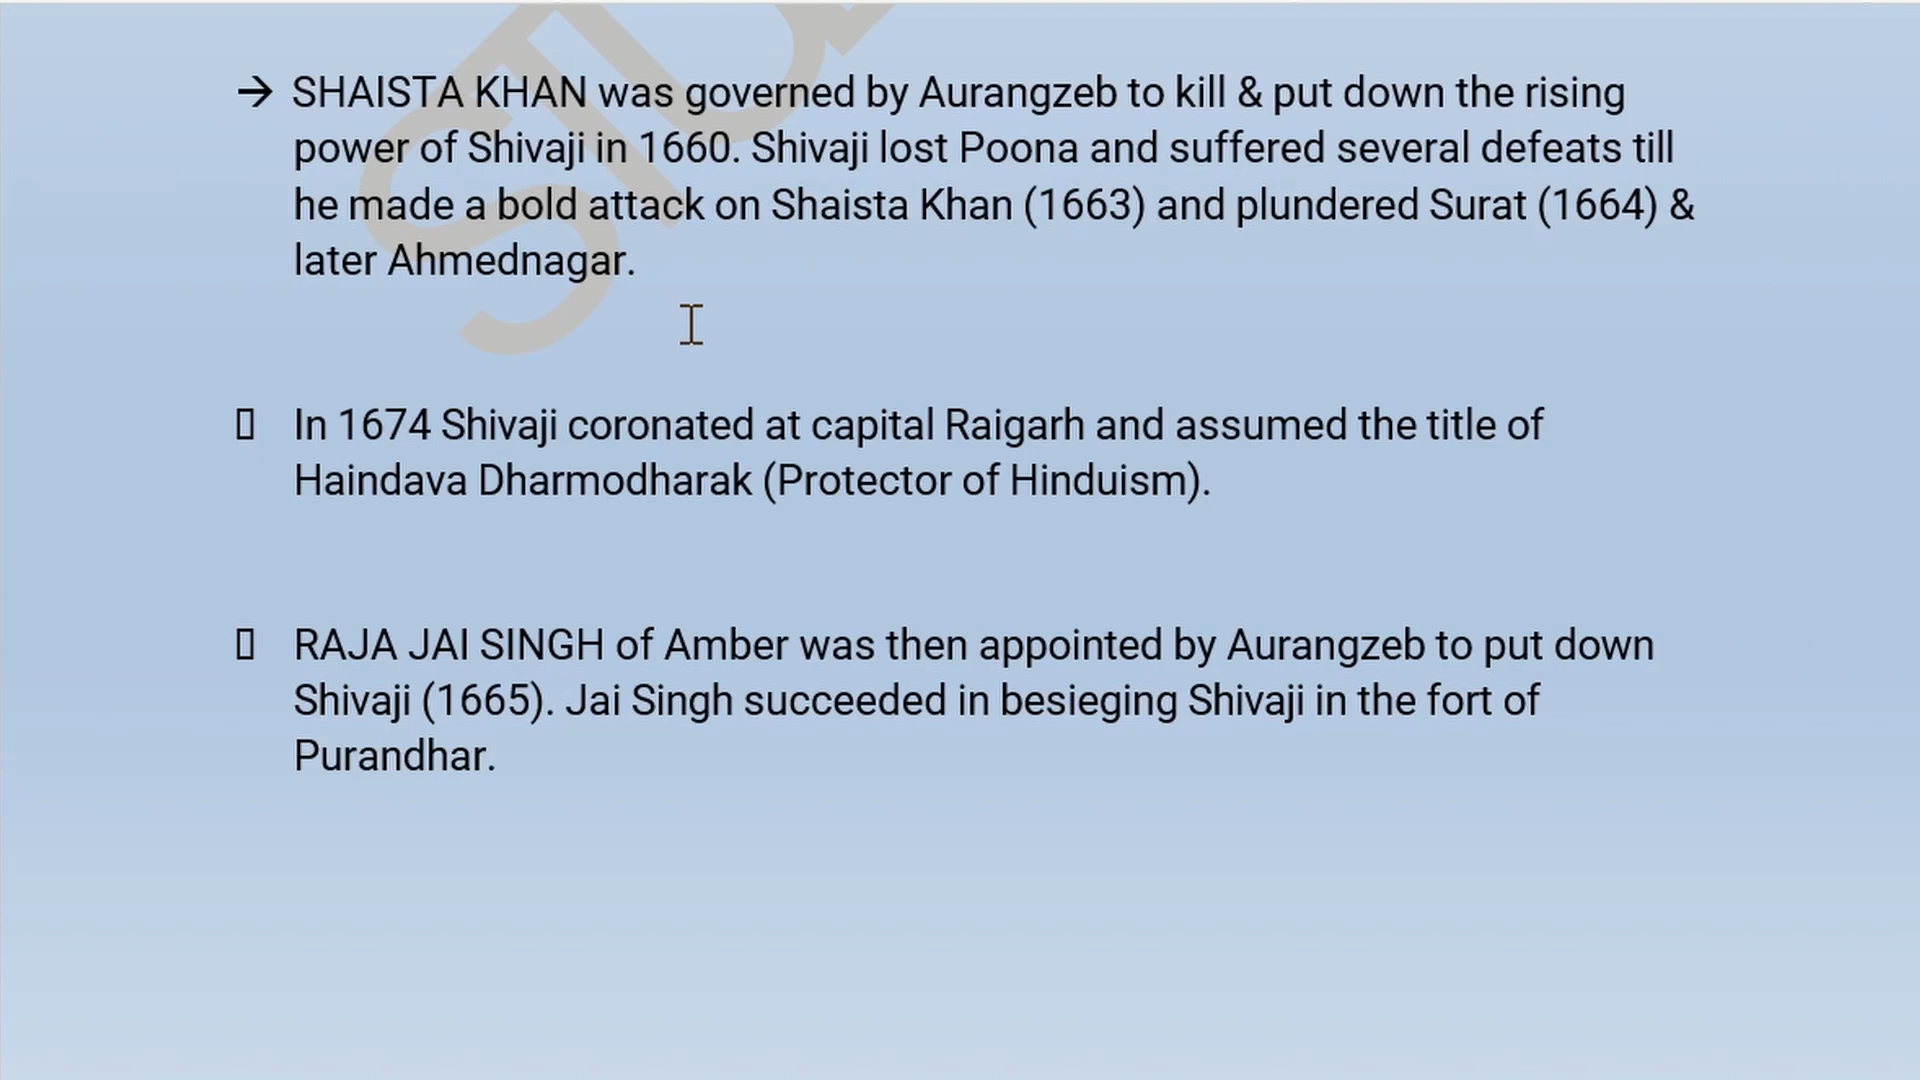 → SHAISTA KHAN was governed by Aurangzeb to kill & put down the rising
power of Shivaji in 1660. Shivaji lost Poona and suffered several defeats till
he made a bold attack on Shaista Khan (1663) and plundered Surat (1664) &
later Ahmednagar.
In 1674 Shivaji coronated at capital Raigarh and assumed the title of
Haindava Dharmodharak (Protector of Hinduism).
RAJA JAI SINGH of Amber was then appointed by Aurangzeb to put down
Shivaji (1665). Jai Singh succeeded in besieging Shivaji in the fort of
Purandhar.